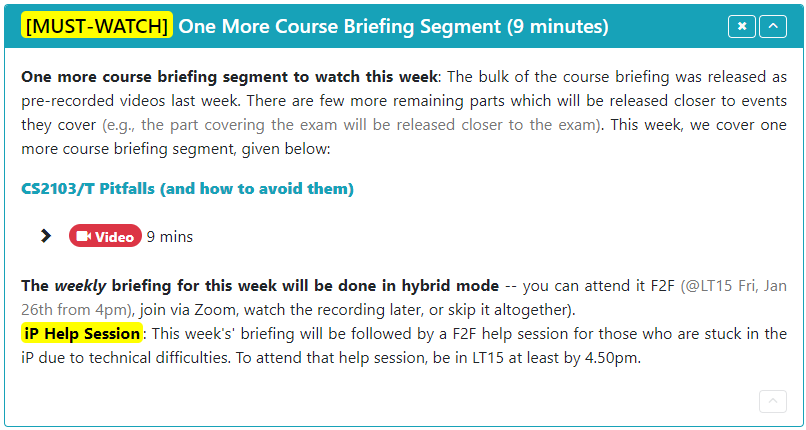 [MUST-WATCH] One More Course Briefing Segment (9 minutes)
One more course briefing segment to watch this week: The bulk of the course briefing was released as
pre-recorded videos last week. There are few more remaining parts which will be released closer to events
they cover (e.g., the part covering the exam will be released closer to the exam). This week, we cover one
more course briefing segment, given below:
CS2103/T Pitfalls (and how to avoid them)
Video 9 mins
The weekly briefing for this week will be done in hybrid mode -- you can attend it F2F (@LT15 Fri, Jan
26th from 4pm), join via Zoom, watch the recording later, or skip it altogether).
iP Help Session: This week's' briefing will be followed by a F2F help session for those who are stuck in the
iP due to technical difficulties. To attend that help session, be in LT15 at least by 4.50pm.